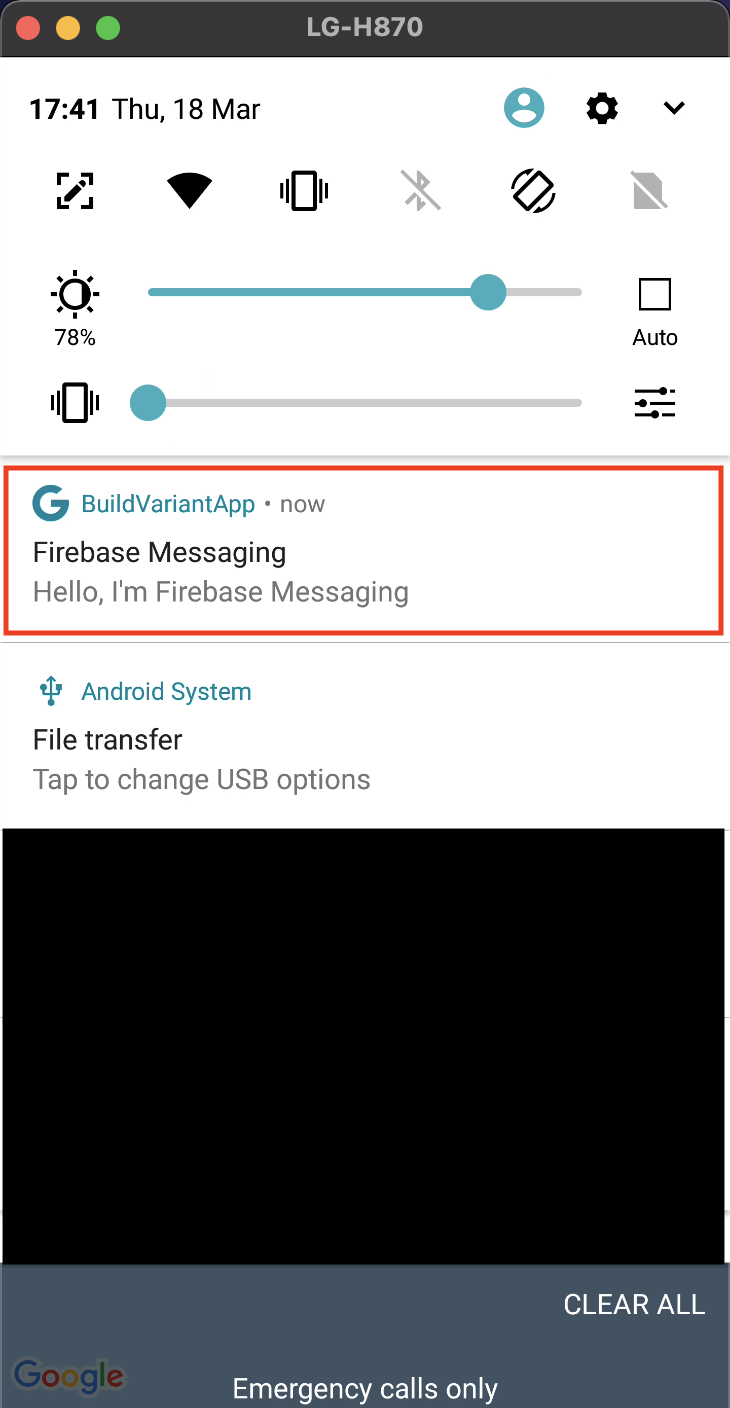 LG-H870
17:41 Thu, 18 Mar
78%
Auto
BuildVariantApp • now
Firebase Messaging
Hello, I'm Firebase Messaging
Android System
File transfer
Tap to change USB options
CLEAR ALL
Google
Emergency calls only